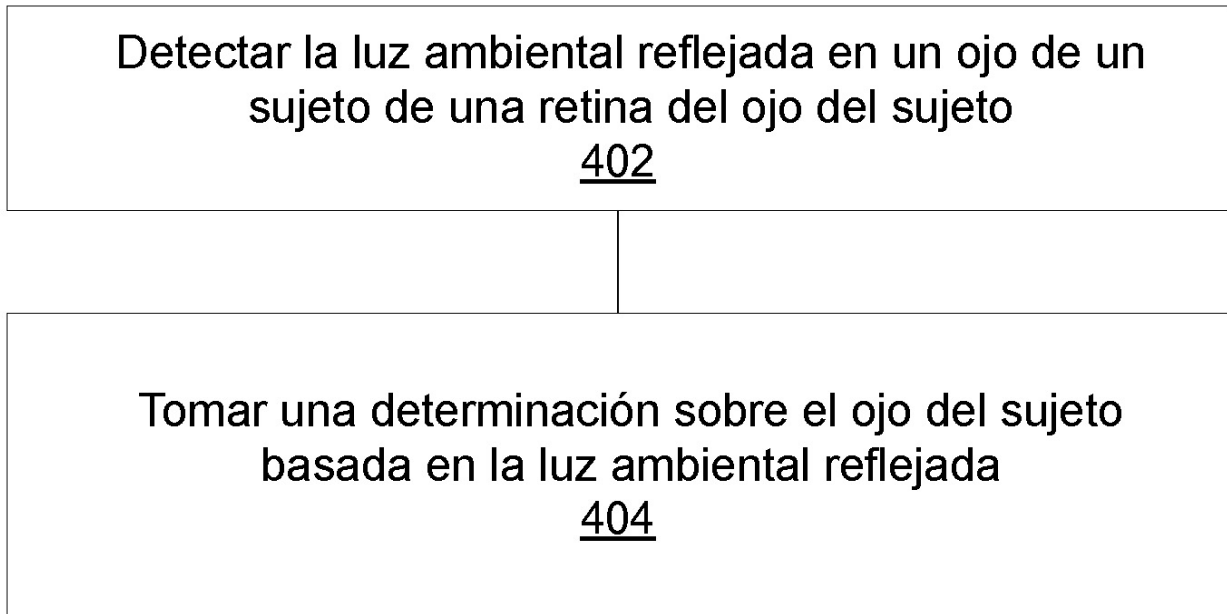 Detectar la luz ambiental reflejada en un ojo de un
sujeto de una retina del ojo del sujeto
402
Tomar una determinación sobre el ojo del sujeto
basada en la luz ambiental reflejada
404